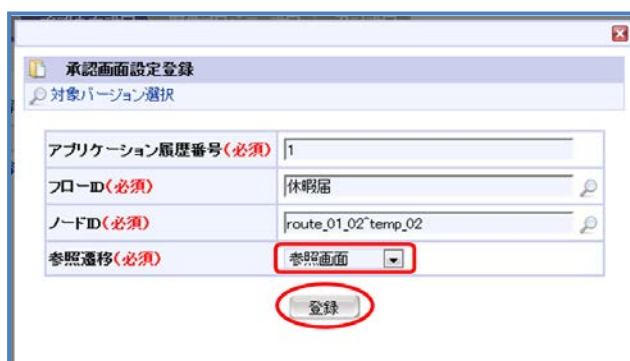 承認画面設定登録
対象バージョン選択
アプリケーション履歴番号(必須) 1
フローID(必須) 休暇届
ノードID(必須) route_01_02^temp_02
参照遷移(必須) 参照画面
登録